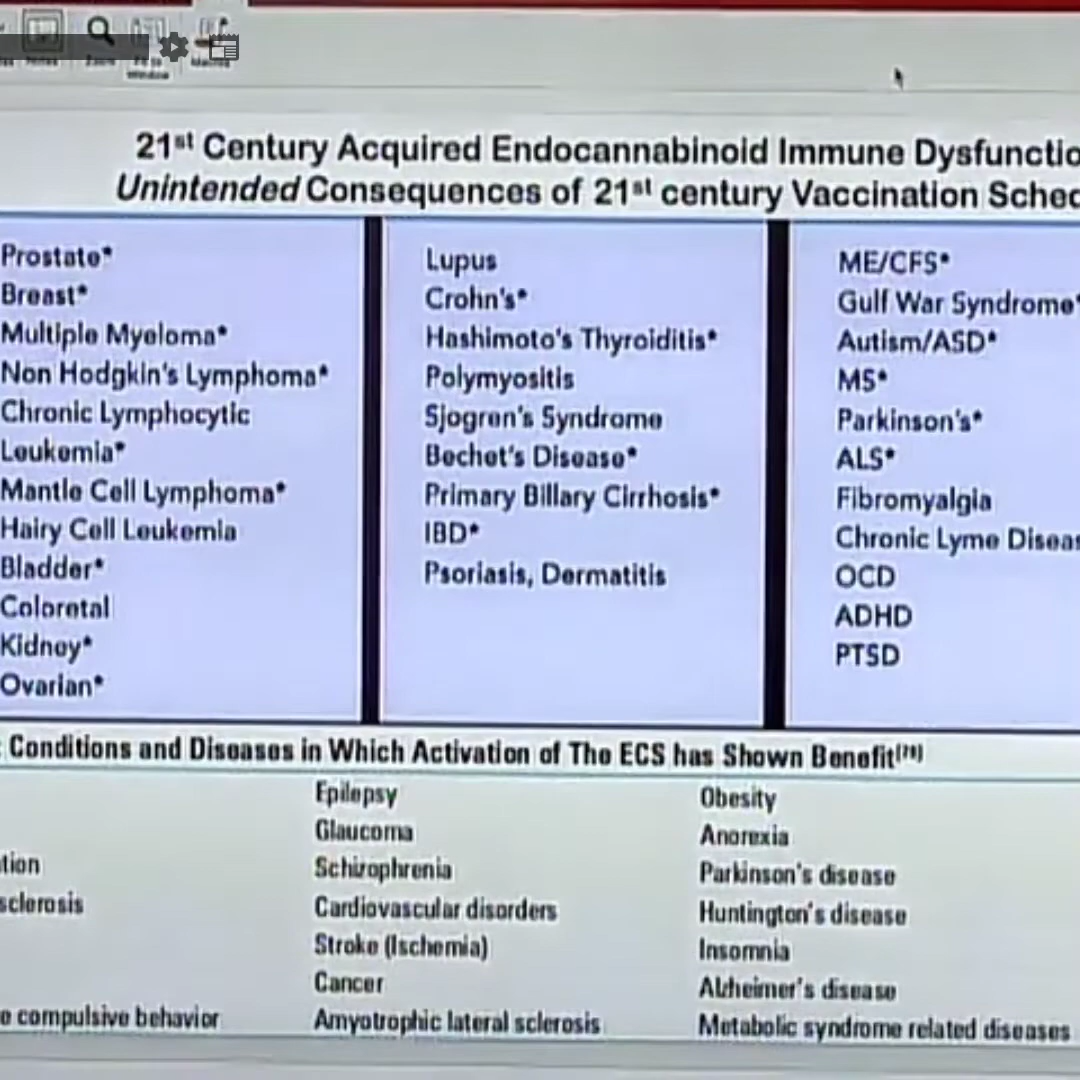 21st Century Acquired Endocannabinoid Immune Dysfunctio
Unintended Consequences of 21st century Vaccination Sched
Prostate*
Breast*
Multiple Myeloma*
Non Hodgkin's Lymphoma*
Chronic Lymphocytic
Leukemia*
Mantle Cell Lymphoma*
Hairy Cell Leukemia
Bladder*
Coloretal
Kidney*
Ovarian*
Lupus
Crohn's*
Hashimoto's Thyroiditis*
Polymyositis
Sjogren's Syndrome
Bechet's Disease*
Primary Billary Cirrhosis*
IBD*
Psoriasis, Dermatitis
ME/CFS*
Gulf War Syndrome*
Autism/ASD*
MS*
Parkinson's*
ALS*
Fibromyalgia
Chronic Lyme Diseas
OCD
ADHD
PTSD
: Conditions and Diseases in Which Activation of The ECS has Shown Benefit
tion
sclerosis
e compulsive behavior
Epilepsy
Glaucoma
Schizophrenia
Cardiovascular disorders
Stroke (Ischemia)
Cancer
Amyotrophic lateral sclerosis
Obesity
Anorexia
Parkinson's disease
Huntington's disease
Insomnia
Alzheimer's disease
Metabolic syndrome related diseases